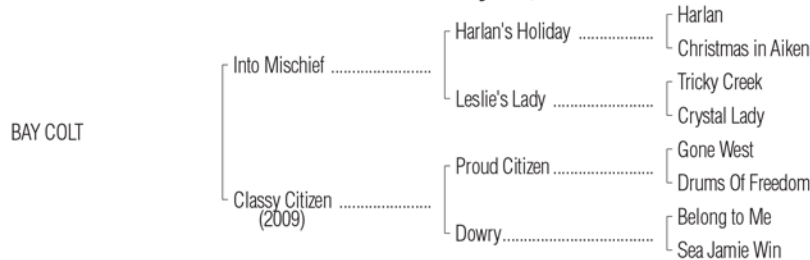 Harlan
Harlan's Holiday ..................
Christmas in Aiken
Into Mischief ........................
Tricky Creek
Leslie's Lady ........................
Crystal Lady
BAY COLT
Gone West
Proud Citizen ........................
Drums Of Freedom
Classy Citizen ......................
(2009)
Belong to Me
Dowry.....................................
Sea Jamie Win